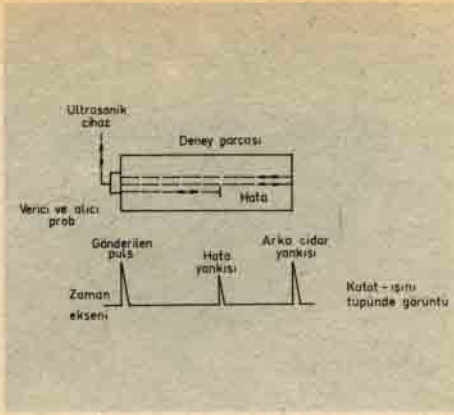 Ultrasonik
cihaz
Deney parçası
Hata
Verici ve alıcı
prob
Gönderilen
puls
Hata
yankısı
Arka cidar
yankısı
Zaman
ekseni
Katot-ışını
tüpünde görüntü